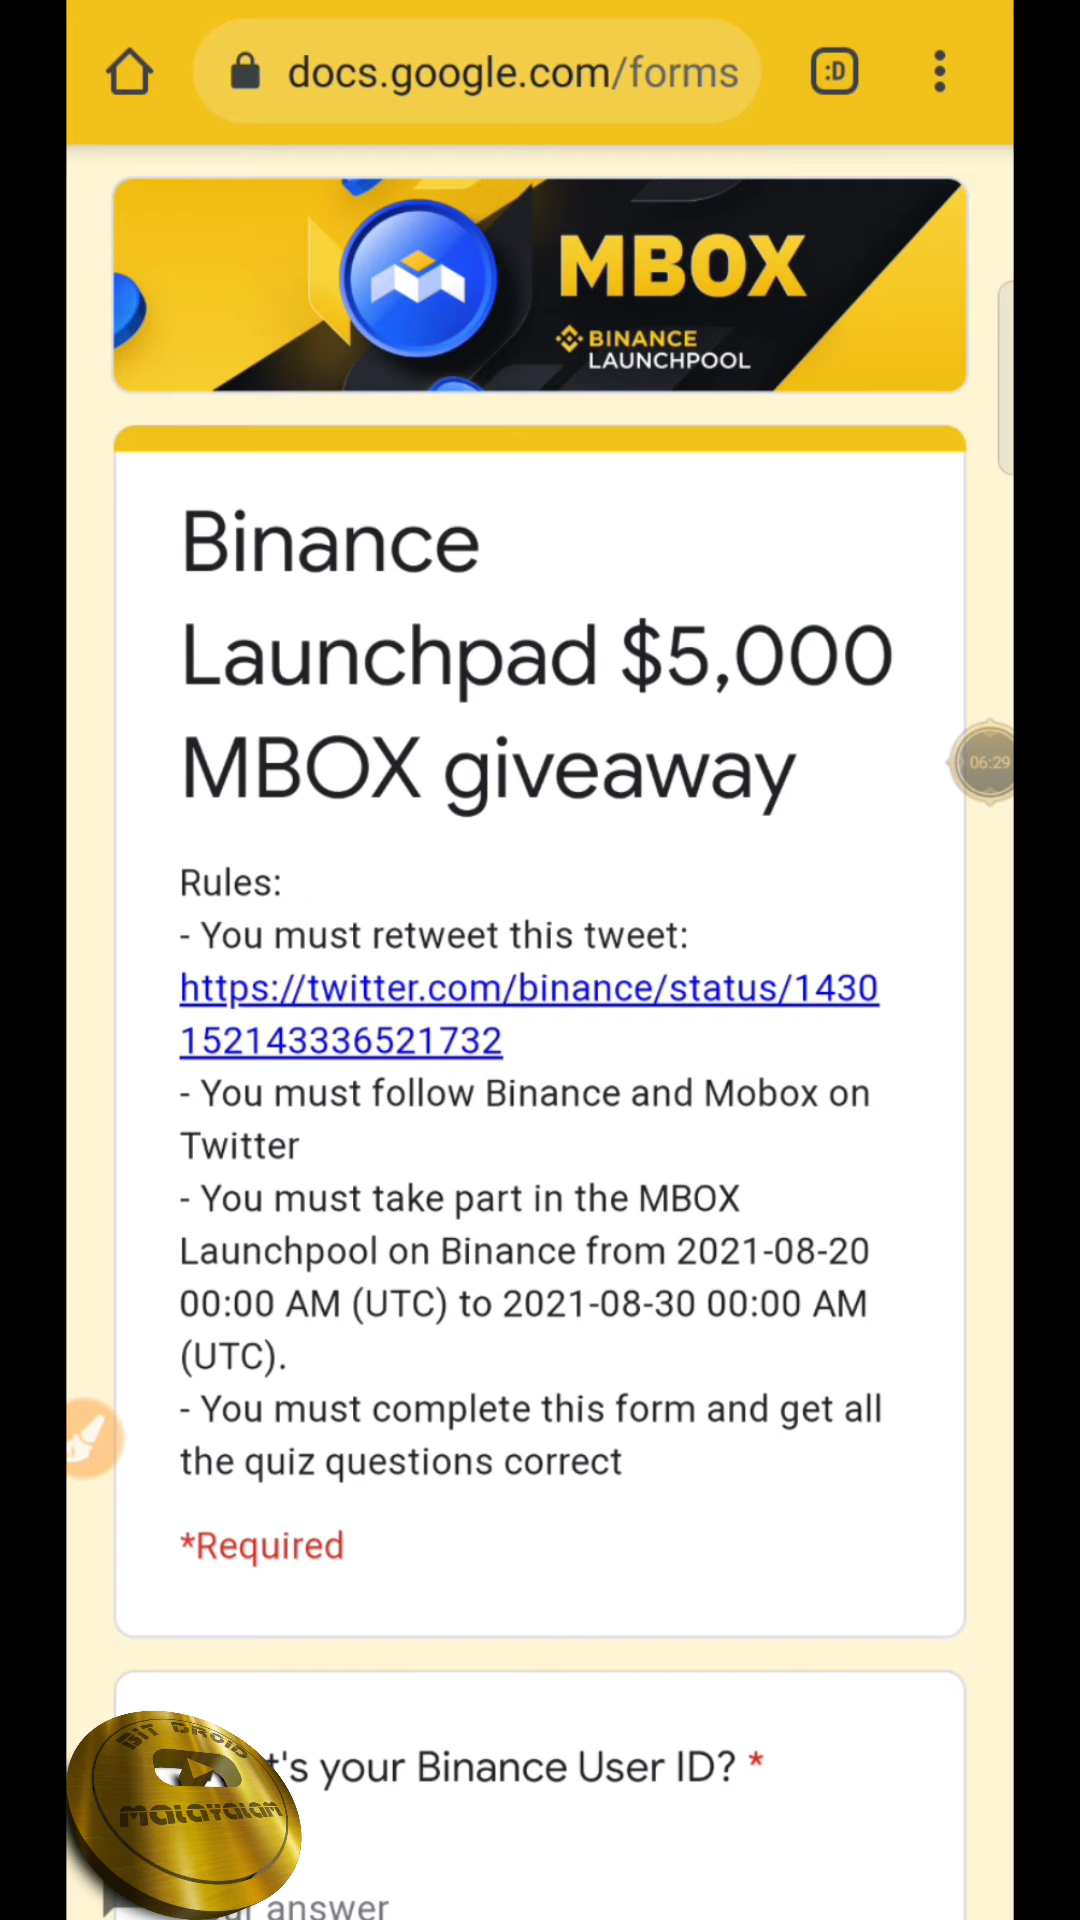 docs.google.com/forms
:D
MBOX
BINANCE
LAUNCHPOOL
Binance
Launchpad $5,000
MBOX giveaway
06:29
Rules:
- You must retweet this tweet:
https://twitter.com/binance/status/1430
152143336521732
- You must follow Binance and Mobox on
Twitter
- You must take part in the MBOX
Launchpool on Binance from 2021-08-20
00:00 AM (UTC) to 2021-08-30 00:00 AM
(UTC).
- You must complete this form and get all
the quiz questions correct
*Required
BIT DROID
MALAYALAM
t's your Binance User ID? *
answer